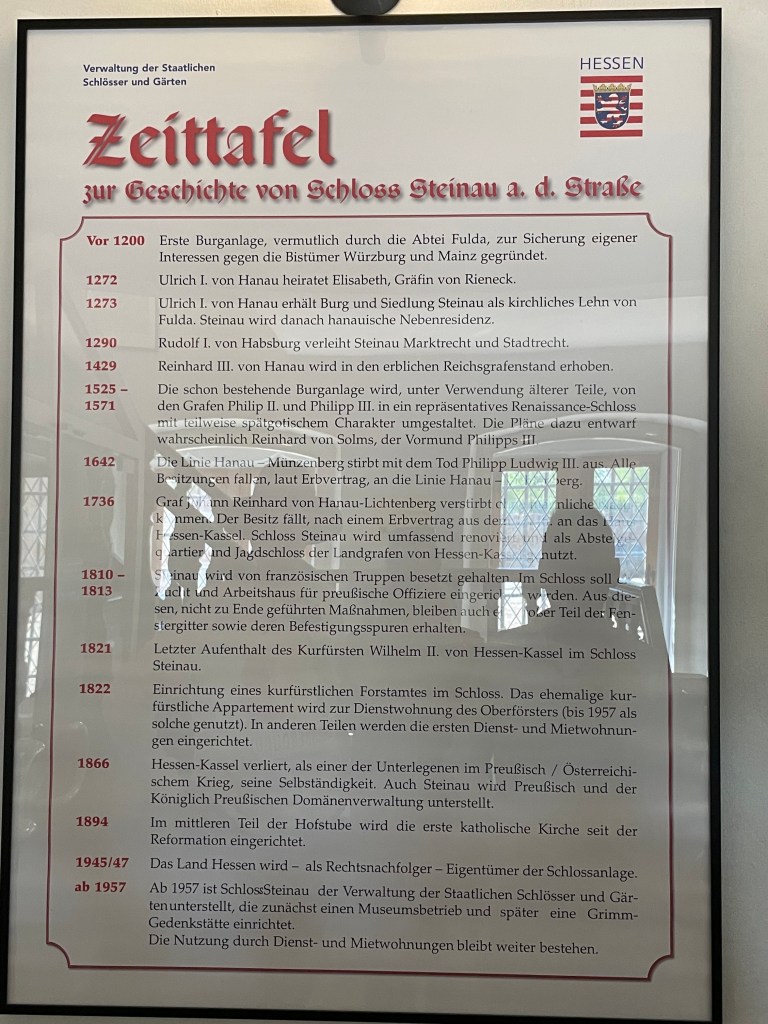 Verwaltung der Staatlichen
Schlösser und Gärten
HESSEN
Zeittafel
zur Geschichte von Schloss Steinau a. d. Straße
Vor 1200 Erste Burganlage, vermutlich durch die Abtei Fulda, zur Sicherung eigener
Interessen gegen die Bistümer Würzburg und Mainz gegründet.
1272 Ulrich I. von Hanau heiratet Elisabeth, Gräfin von Rieneck.
1273 Ulrich I. von Hanau erhält Burg und Siedlung Steinau als kirchliches Lehn von
Fulda. Steinau wird danach hanauische Nebenresidenz.
1290 Rudolf I. von Habsburg verleiht Steinau Marktrecht und Stadtrecht.
1429 Reinhard III. von Hanau wird in den erblichen Reichsgrafenstand erhoben.
1525 – Die schon bestehende Burganlage wird, unter Verwendung älterer Teile, von
1571 den Grafen Philip II. und Philipp III. in ein repräsentatives Renaissance-Schloss
mit teilweise spätgotischem Charakter umgestaltet. Die Pläne dazu entwarf
wahrscheinlich Reinhard von Solms, der Vormund Philipps III.
1642 Die Linie Hanau – Münzenberg stirbt mit dem Tod Philipp Ludwig III. aus. Alle
Besitzungen fallen, laut Erbvertrag, an die Linie Hanau –
1736 Graf Johann Reinhard von Hanau-Lichtenberg verstirbt
Der Besitz fällt, nach einem Erbvertrag aus an das
Hessen-Kassel. Schloss Steinau wird umfassend renoviert und als Absteige-
quartier und Jagdschloss der Landgrafen von Hessen-Kassel genutzt.
1810 – Steinau wird von französischen Truppen besetzt gehalten. Im Schloss soll
1813 Zucht und Arbeitshaus für preußische Offiziere eingerichtet werden. Aus die-
sen, nicht zu Ende geführten Maßnahmen, bleiben auch ein großer Teil der Fen-
stergitter sowie deren Befestigungsspuren erhalten.
1821 Letzter Aufenthalt des Kurfürsten Wilhelm II. von Hessen-Kassel im Schloss
Steinau.
1822 Einrichtung eines kurfürstlichen Forstamtes im Schloss. Das ehemalige kur-
fürstliche Appartement wird zur Dienstwohnung des Oberförsters (bis 1957 als
solche genutzt). In anderen Teilen werden die ersten Dienst- und Mietwohnun-
gen eingerichtet.
1866 Hessen-Kassel verliert, als einer der Unterlegenen im Preußisch / Österreichi-
schem Krieg, seine Selbständigkeit. Auch Steinau wird Preußisch und der
Königlich Preußischen Domänenverwaltung unterstellt.
1894 Im mittleren Teil der Hofstube wird die erste katholische Kirche seit der
Reformation eingerichtet.
1945/47 Das Land Hessen wird – als Rechtsnachfolger – Eigentümer der Schlossanlage.
ab 1957 Ab 1957 ist SchlossSteinau der Verwaltung der Staatlichen Schlösser und Gär-
tenunterstellt, die zunächst einen Museumsbetrieb und später eine Grimm-
Gedenkstätte einrichtet.
Die Nutzung durch Dienst- und Mietwohnungen bleibt weiter bestehen.